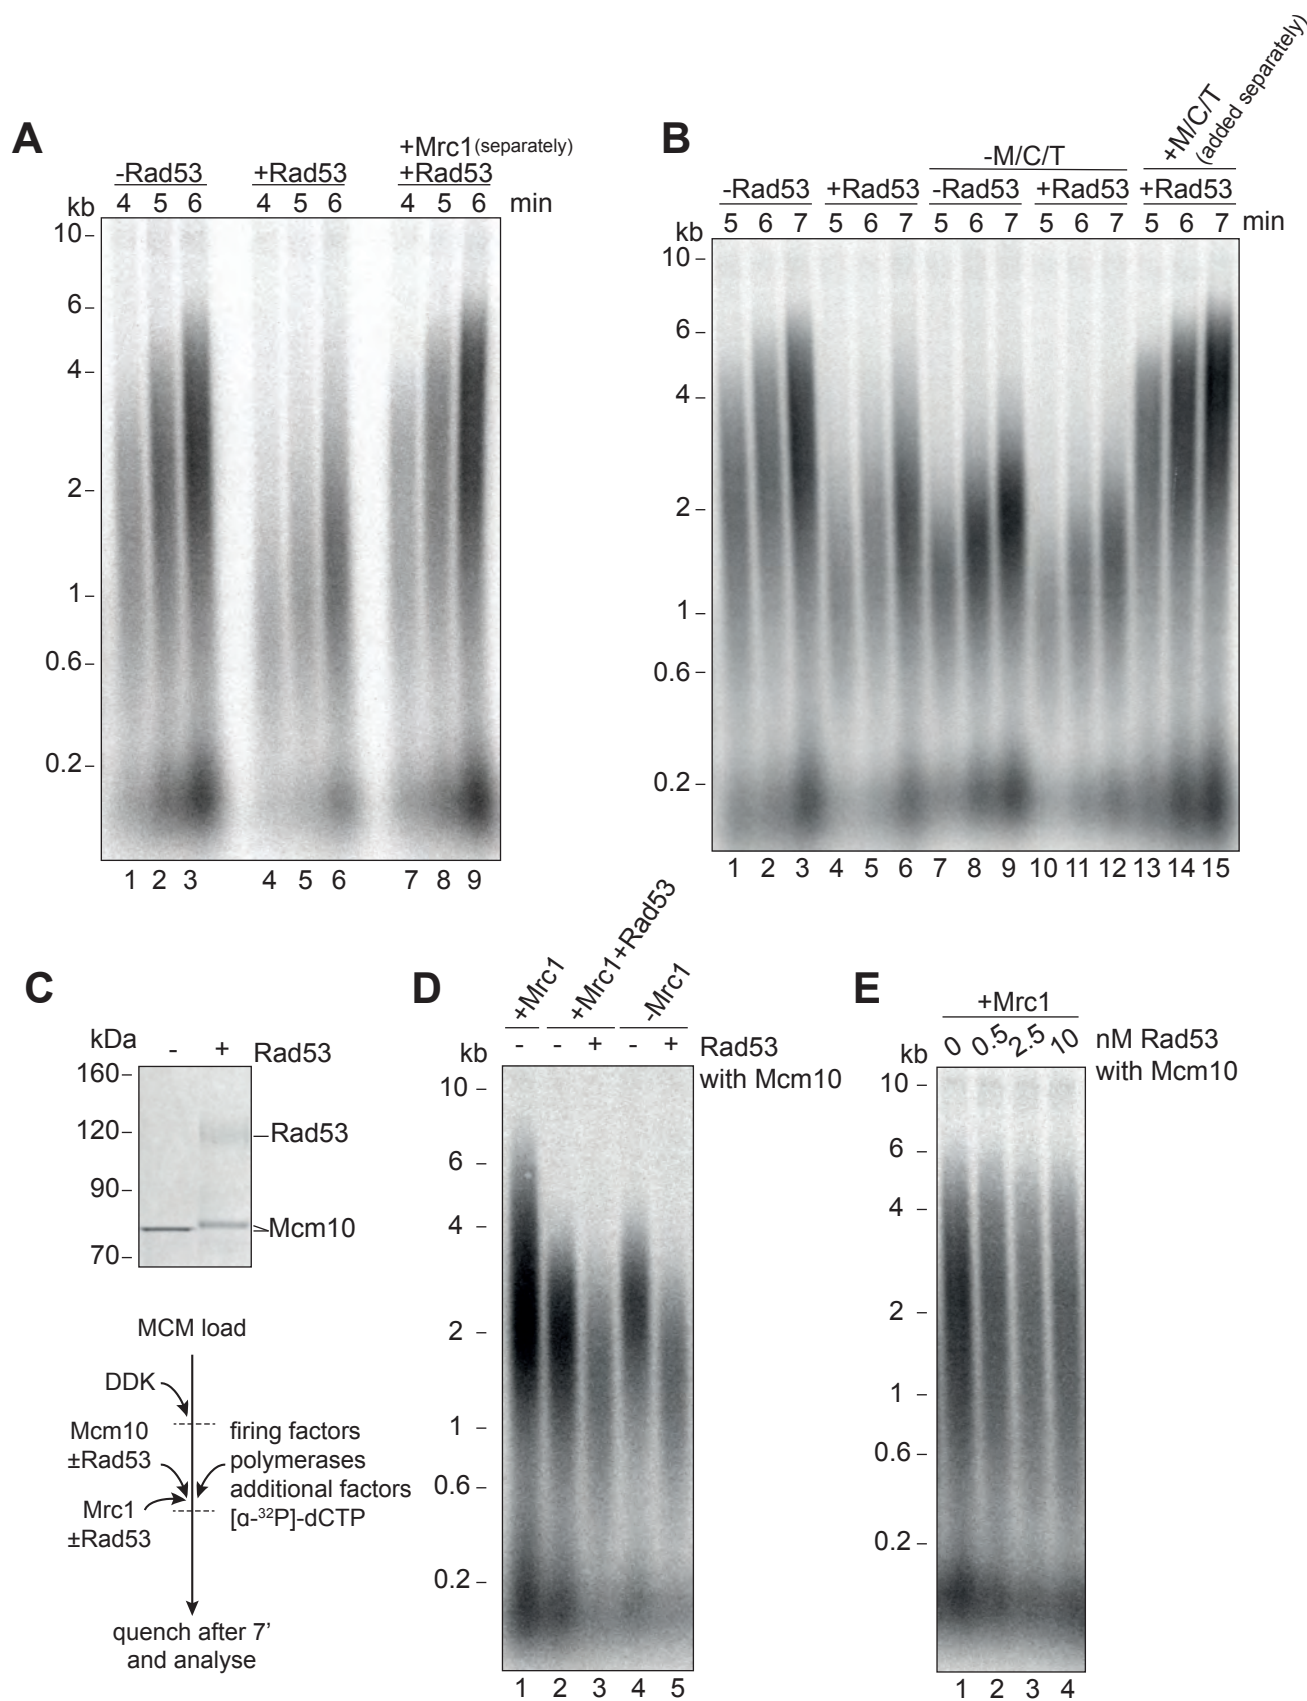 A
+Mrc1 (separately)
-Rad53 +Rad53 +Rad53
kb 4 5 6 4 5 6 4 5 6 min
10
6
4
2
1
0.6
0.2
1 2 3 4 5 6 7 8 9
B
+M/C/T
(added separately)
-M/C/T
-Rad53 +Rad53 -Rad53 +Rad53 +Rad53
kb 5 6 7 5 6 7 5 6 7 5 6 7 5 6 7 min
10
6
4
2
1
0.6
0.2
1 2 3 4 5 6 7 8 9 10 11 12 13 14 15
C
kDa - + Rad53
160
120
90
70
Rad53
Mcm10
MCM load
DDK
Mcm10
±Rad53
Mrc1
±Rad53
firing factors
polymerases
additional factors
[α-³²P]-dCTP
quench after 7’
and analyse
D
+Mrc1
+Mrc1+Rad53
-Mrc1
- - + - + Rad53
with Mcm10
kb
10
6
4
2
1
0.6
0.2
1 2 3 4 5
E
+Mrc1
0 0.5 2.5 10 nM Rad53
with Mcm10
kb
10
6
4
2
1
0.6
0.2
1 2 3 4